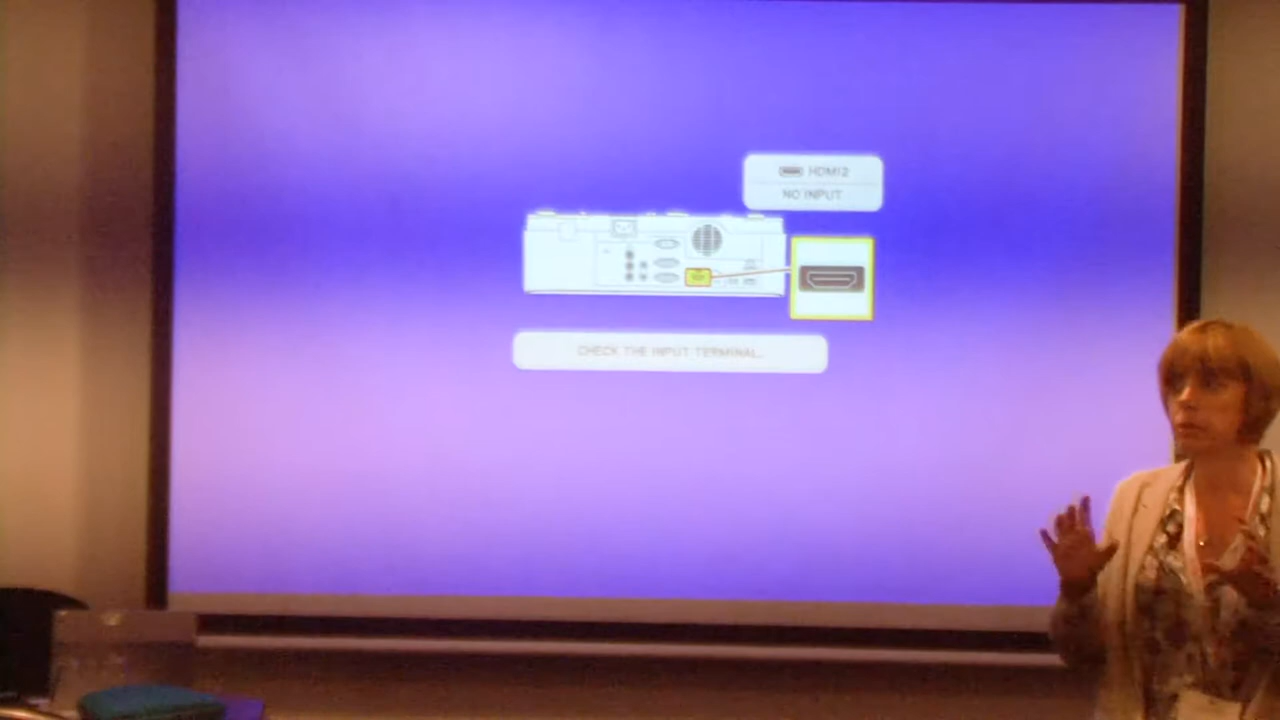 HDMI2
NO INPUT
CHECK THE INPUT TERMINAL.